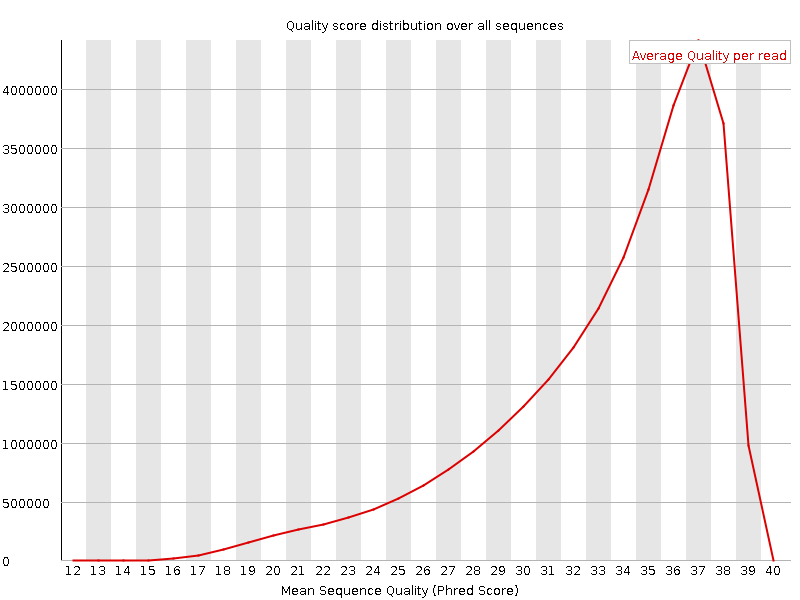 Quality score distribution over all sequences
Average Quality per read
4000000
3500000
3000000
2500000
2000000
1500000
1000000
500000
0
12 13 14 15 16 17 18 19 20 21 22 23 24 25 26 27 28 29 30 31 32 33 34 35 36 37 38 39 40
Mean Sequence Quality (Phred Score)